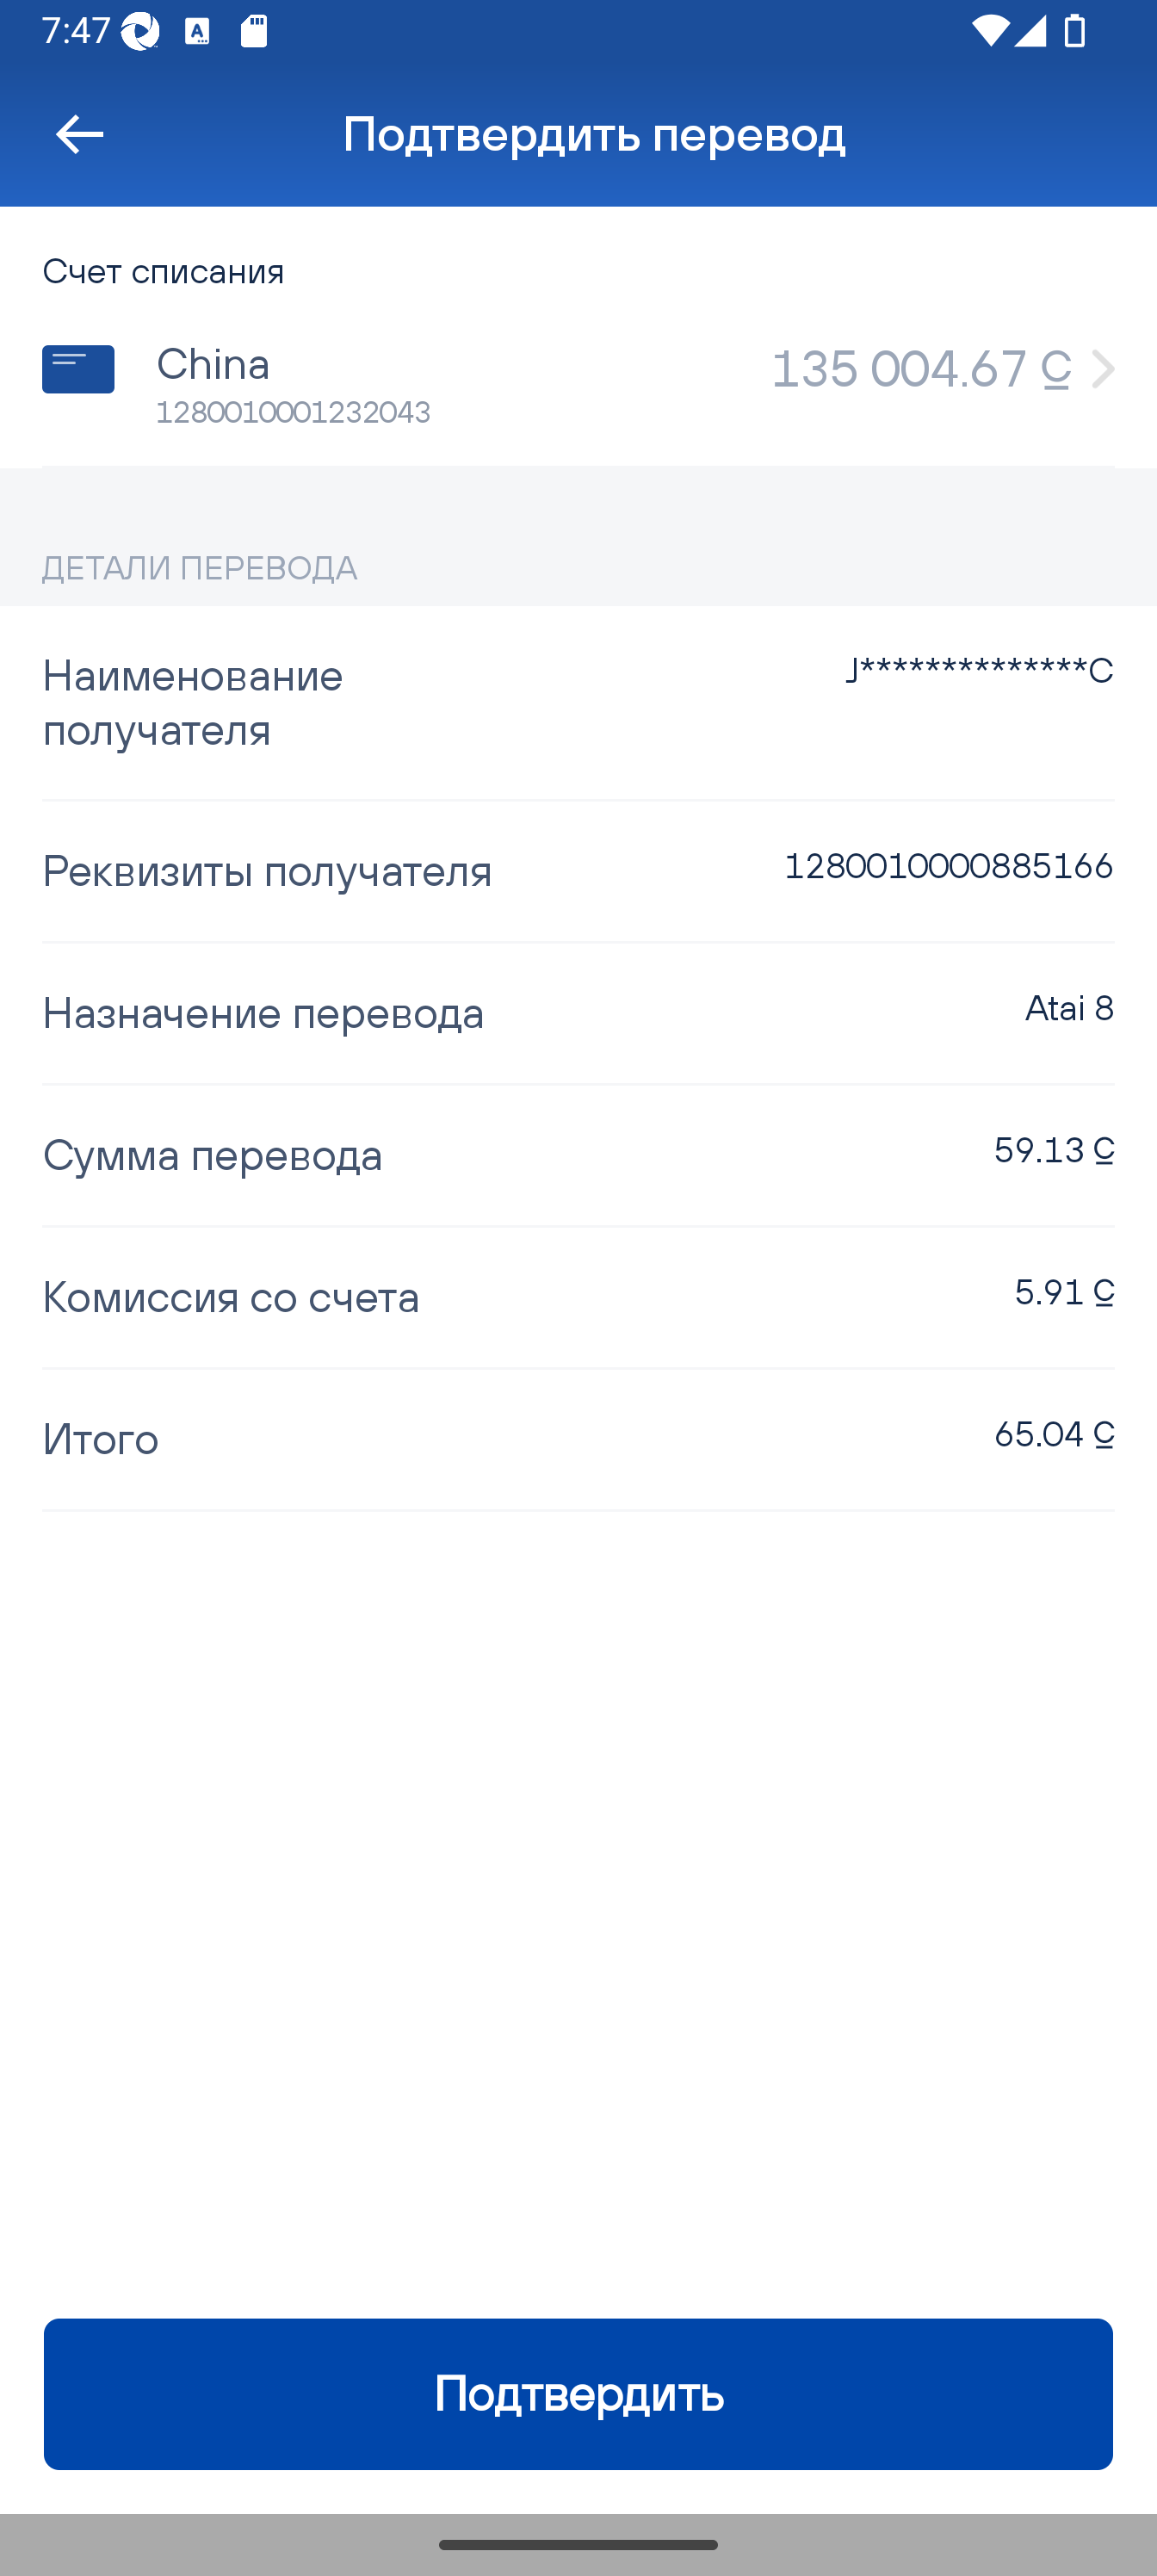 7:47
Подтвердить перевод
Счет списания
China
135 004.67 С
1280010001232043
ДЕТАЛИ ПЕРЕВОДА
Наименование
получателя
J**************C
Реквизиты получателя
1280010000885166
Назначение перевода
Atai 8
Сумма перевода
59.13 С
Комиссия со счета
5.91 С
Итого
65.04 С
Подтвердить